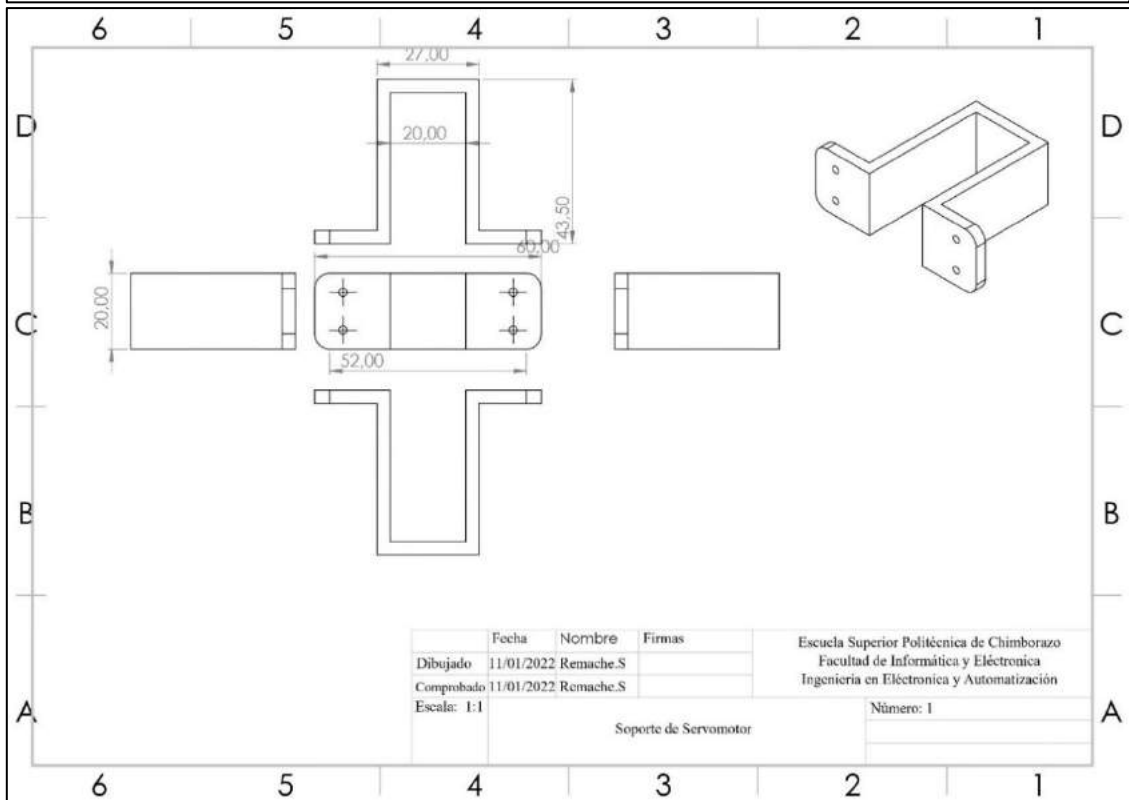 6 5 4 3 2 1
27,00
D D
20,00
43,50
60,00
20,00
C C
52,00
B B
Fecha Nombre Firmas
Dibujado 11/01/2022 Remache.S
Comprobado 11/01/2022 Remache.S
Escuela Superior Politécnica de Chimborazo
Facultad de Informática y Eléctronica
Ingeniería en Eléctronica y Automatización
A A
Escala: 1:1
Soporte de Servomotor
Número: 1
6 5 4 3 2 1